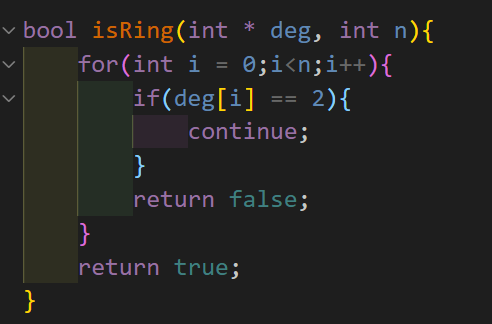 bool isRing(int * deg, int n){
for(int i = 0;i<n;i++){
if(deg[i] == 2){
continue;
}
return false;
}
return true;
}